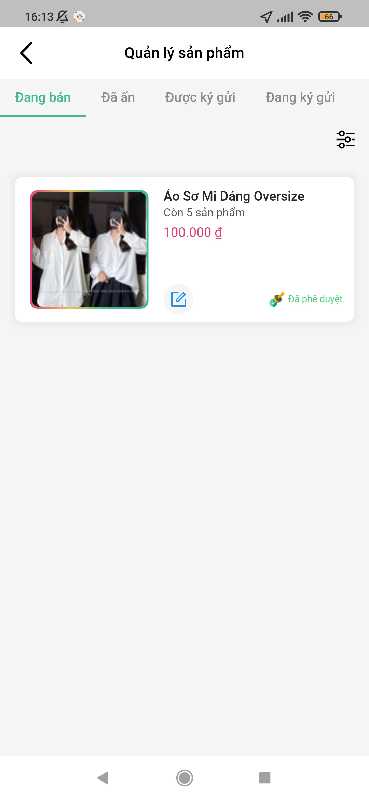 16:13
66
Quản lý sản phẩm
Đang bán Đã ẩn Được ký gửi Đang ký gửi
Áo Sơ Mi Dáng Oversize
Còn 5 sản phẩm
100.000 ₫
Đã phê duyệt